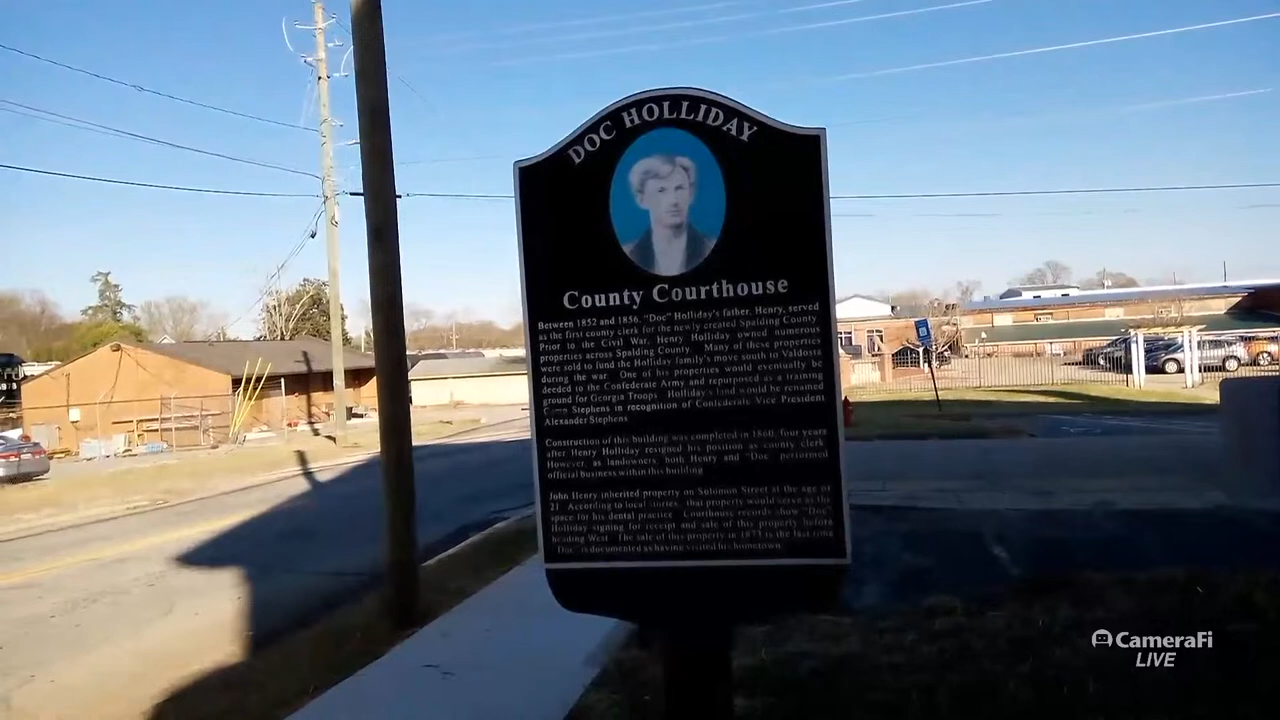 DOC HOLLIDAY
County Courthouse
Between 1852 and 1856, "Doc" Holliday's father, Henry, served
as the first county clerk for the newly created Spalding County.
Prior to the Civil War, Henry Holliday owned numerous
properties across Spalding County. Many of these properties
were sold to fund the Holliday family's move south to Valdosta
during the war. One of his properties would eventually be
deeded to the Confederate Army and repurposed as a training
ground for Georgia Troops. Holliday's land would be renamed
Camp Stephens in recognition of Confederate Vice President
Alexander Stephens.
Construction of this building was completed in 1860, four years
after Henry Holliday resigned his position as county clerk.
However, as landowners, both Henry and "Doc" performed
official business within this building.
John Henry inherited property on Solomon Street at the age of
21. According to local stories, that property would serve as the
space for his dental practice. Courthouse records show "Doc"
Holliday signing for receipt and sale of this property before
heading West. The sale of this property in 1873 is the last time
"Doc" is documented as having visited his hometown.
CameraFi
LIVE